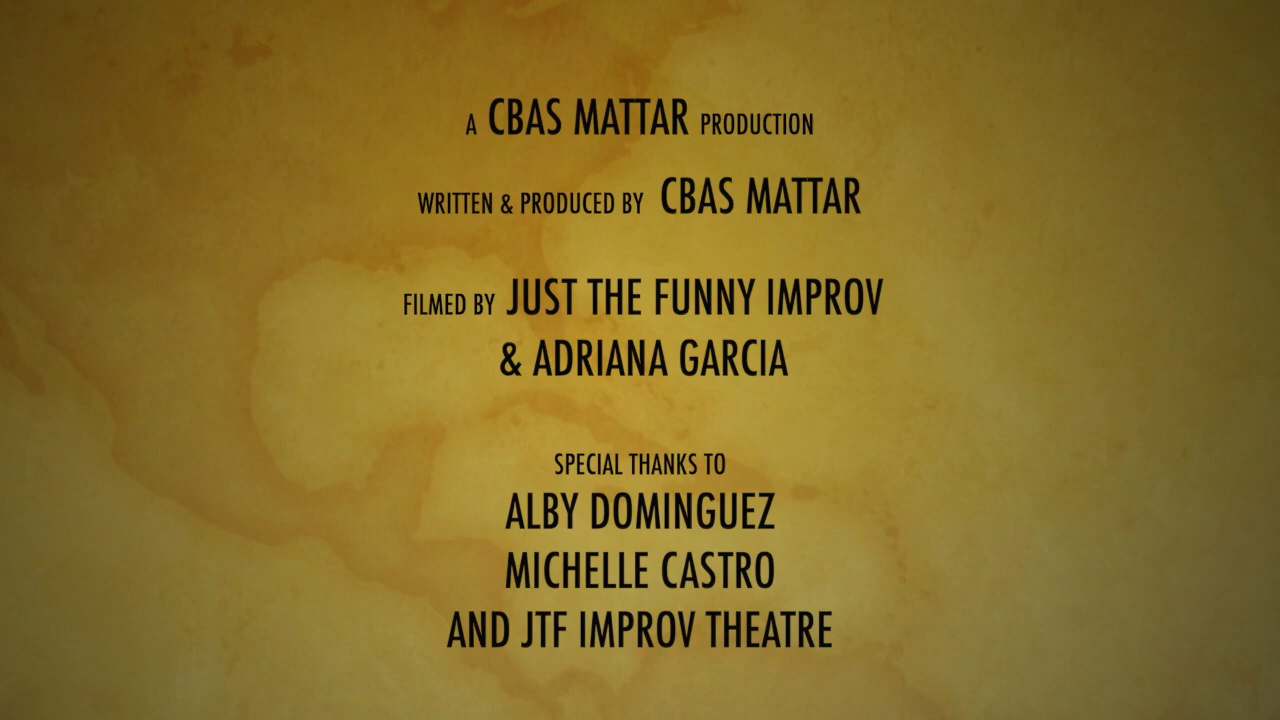 A CBAS MATTAR PRODUCTION
WRITTEN & PRODUCED BY CBAS MATTAR
FILMED BY JUST THE FUNNY IMPROV
& ADRIANA GARCIA
SPECIAL THANKS TO
ALBY DOMINGUEZ
MICHELLE CASTRO
AND JTF IMPROV THEATRE